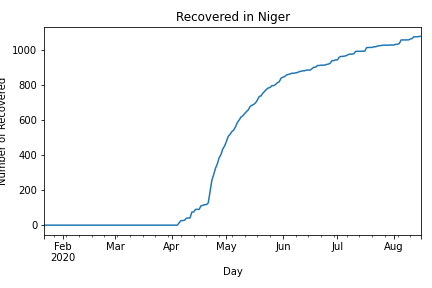 Recovered in Niger
Number of Recovered
1000
800
600
400
200
0
Feb
2020
Mar
Apr
May
Jun
Jul
Aug
Day